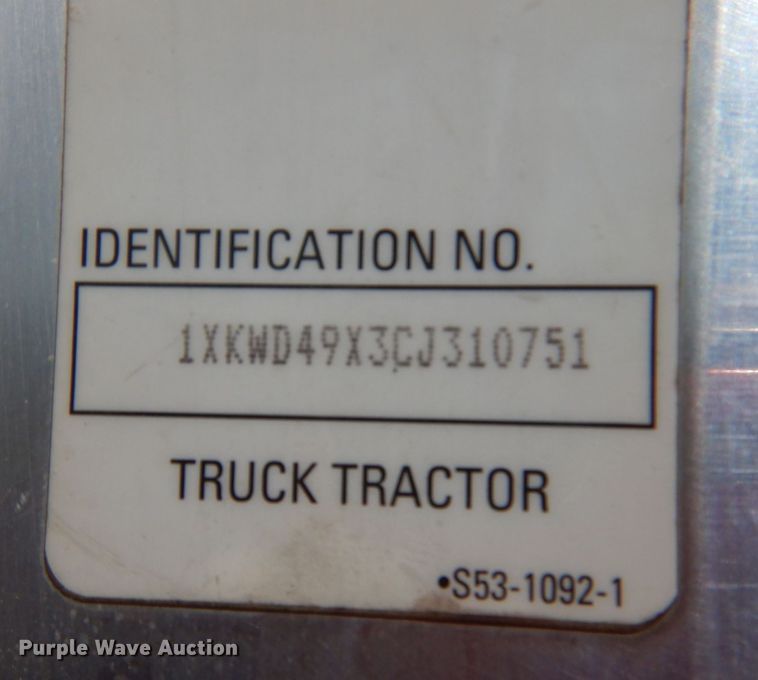 IDENTIFICATION NO.
1XKWD49X3CJ310751
TRUCK TRACTOR
•S53-1092-1
Purple Wave Auction